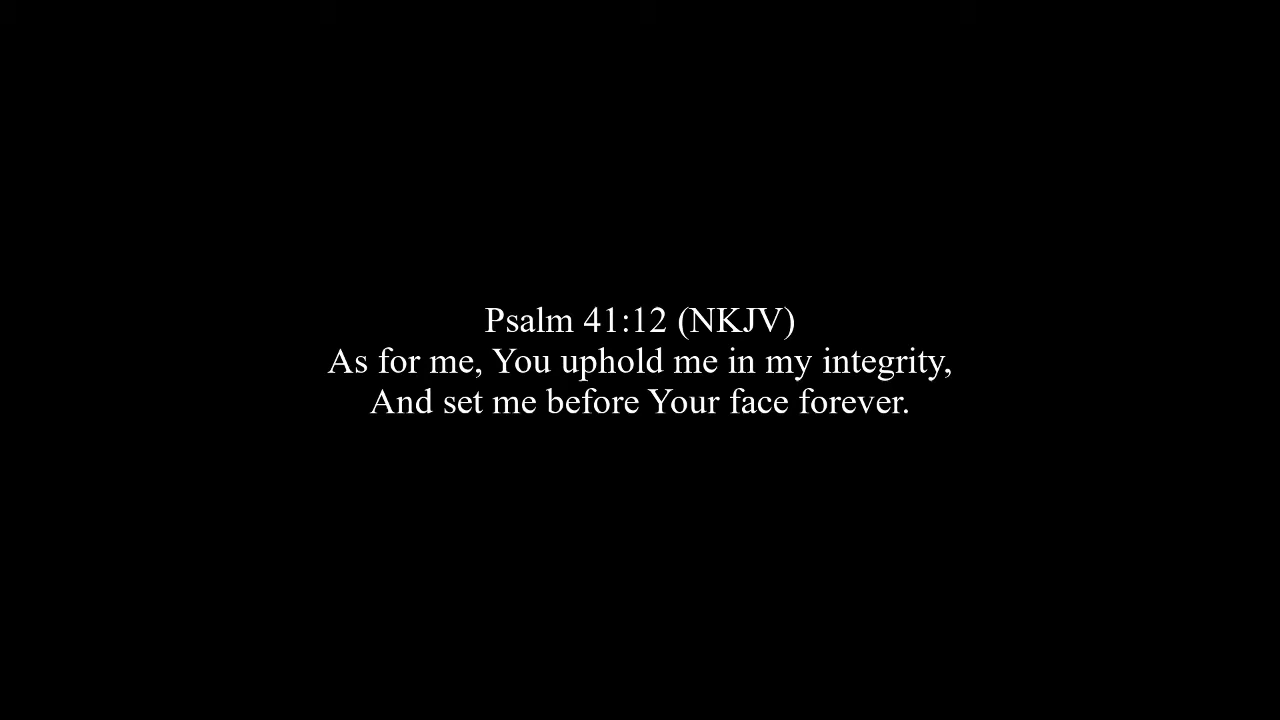 Psalm 41:12 (NKJV)
As for me, You uphold me in my integrity,
And set me before Your face forever.